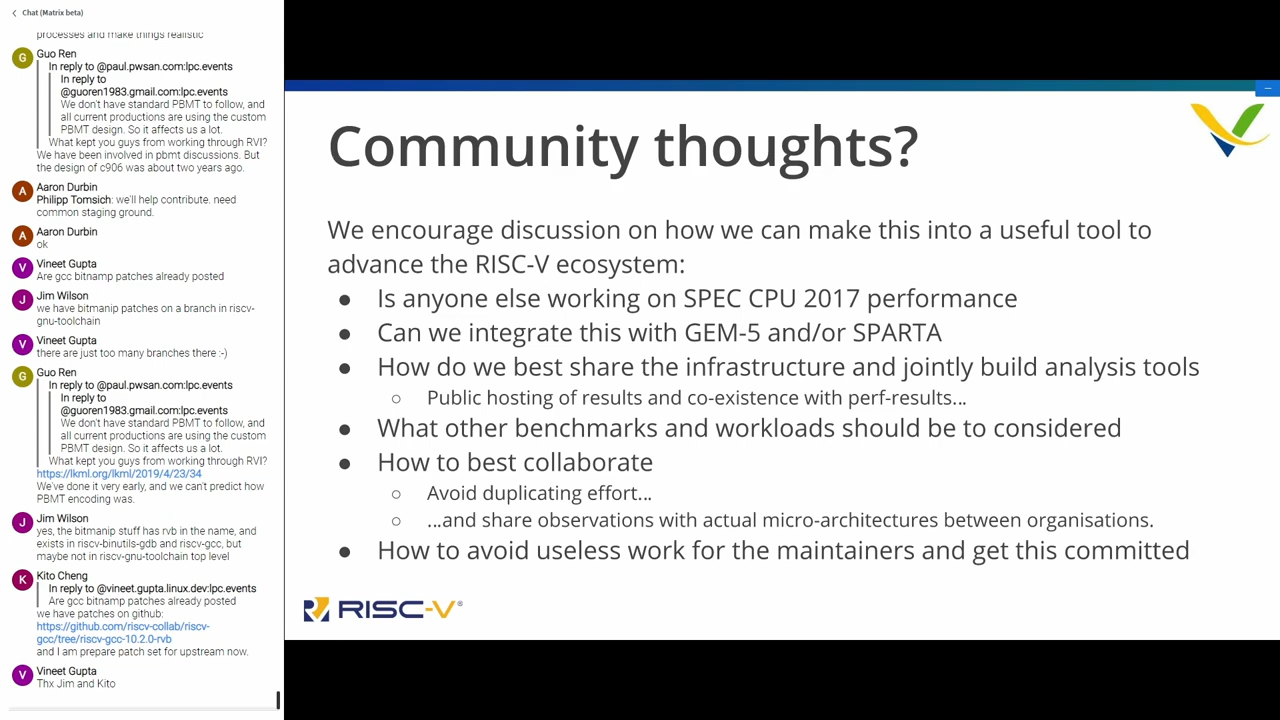 Chat (Matrix beta)
processes and make things realistic
G
Guo Ren
In reply to @paul.pwsan.com:lpc.events
In reply to
@guoren1983.gmail.com:lpc.events
We don't have standard PBMT to follow, and
all current productions are using the custom
PBMT design. So it affects us a lot.
What kept you guys from working through RVI?
We have been involved in pbmt discussions. But
the design of c906 was about two years ago.
A
Aaron Durbin
Philipp Tomsich: we'll help contribute. need
common staging ground.
A
Aaron Durbin
ok
V
Vineet Gupta
Are gcc bitnamp patches already posted
J
Jim Wilson
we have bitmanip patches on a branch in riscv-
gnu-toolchain
V
Vineet Gupta
there are just too many branches there :-)
G
Guo Ren
In reply to @paul.pwsan.com:lpc.events
In reply to
@guoren1983.gmail.com:lpc.events
We don't have standard PBMT to follow, and
all current productions are using the custom
PBMT design. So it affects us a lot.
What kept you guys from working through RVI?
https://lkml.org/lkml/2019/4/23/34
We've done it very early, and we can't predict how
PBMT encoding was.
J
Jim Wilson
yes, the bitmanip stuff has rvb in the name, and
exists in riscv-binutils-gdb and riscv-gcc, but
maybe not in riscv-gnu-toolchain top level
K
Kito Cheng
In reply to @vineet.gupta.linux.dev:lpc.events
Are gcc bitnamp patches already posted
we have patches on github:
https://github.com/riscv-collab/riscv-
gcc/tree/riscv-gcc-10.2.0-rvb
and I am prepare patch set for upstream now.
V
Vineet Gupta
Thx Jim and Kito
Community thoughts?
We encourage discussion on how we can make this into a useful tool to
advance the RISC-V ecosystem:
● Is anyone else working on SPEC CPU 2017 performance
● Can we integrate this with GEM-5 and/or SPARTA
● How do we best share the infrastructure and jointly build analysis tools
○ Public hosting of results and co-existence with perf-results…
● What other benchmarks and workloads should be to considered
● How to best collaborate
○ Avoid duplicating effort…
○ …and share observations with actual micro-architectures between organisations.
● How to avoid useless work for the maintainers and get this committed
RISC-V®